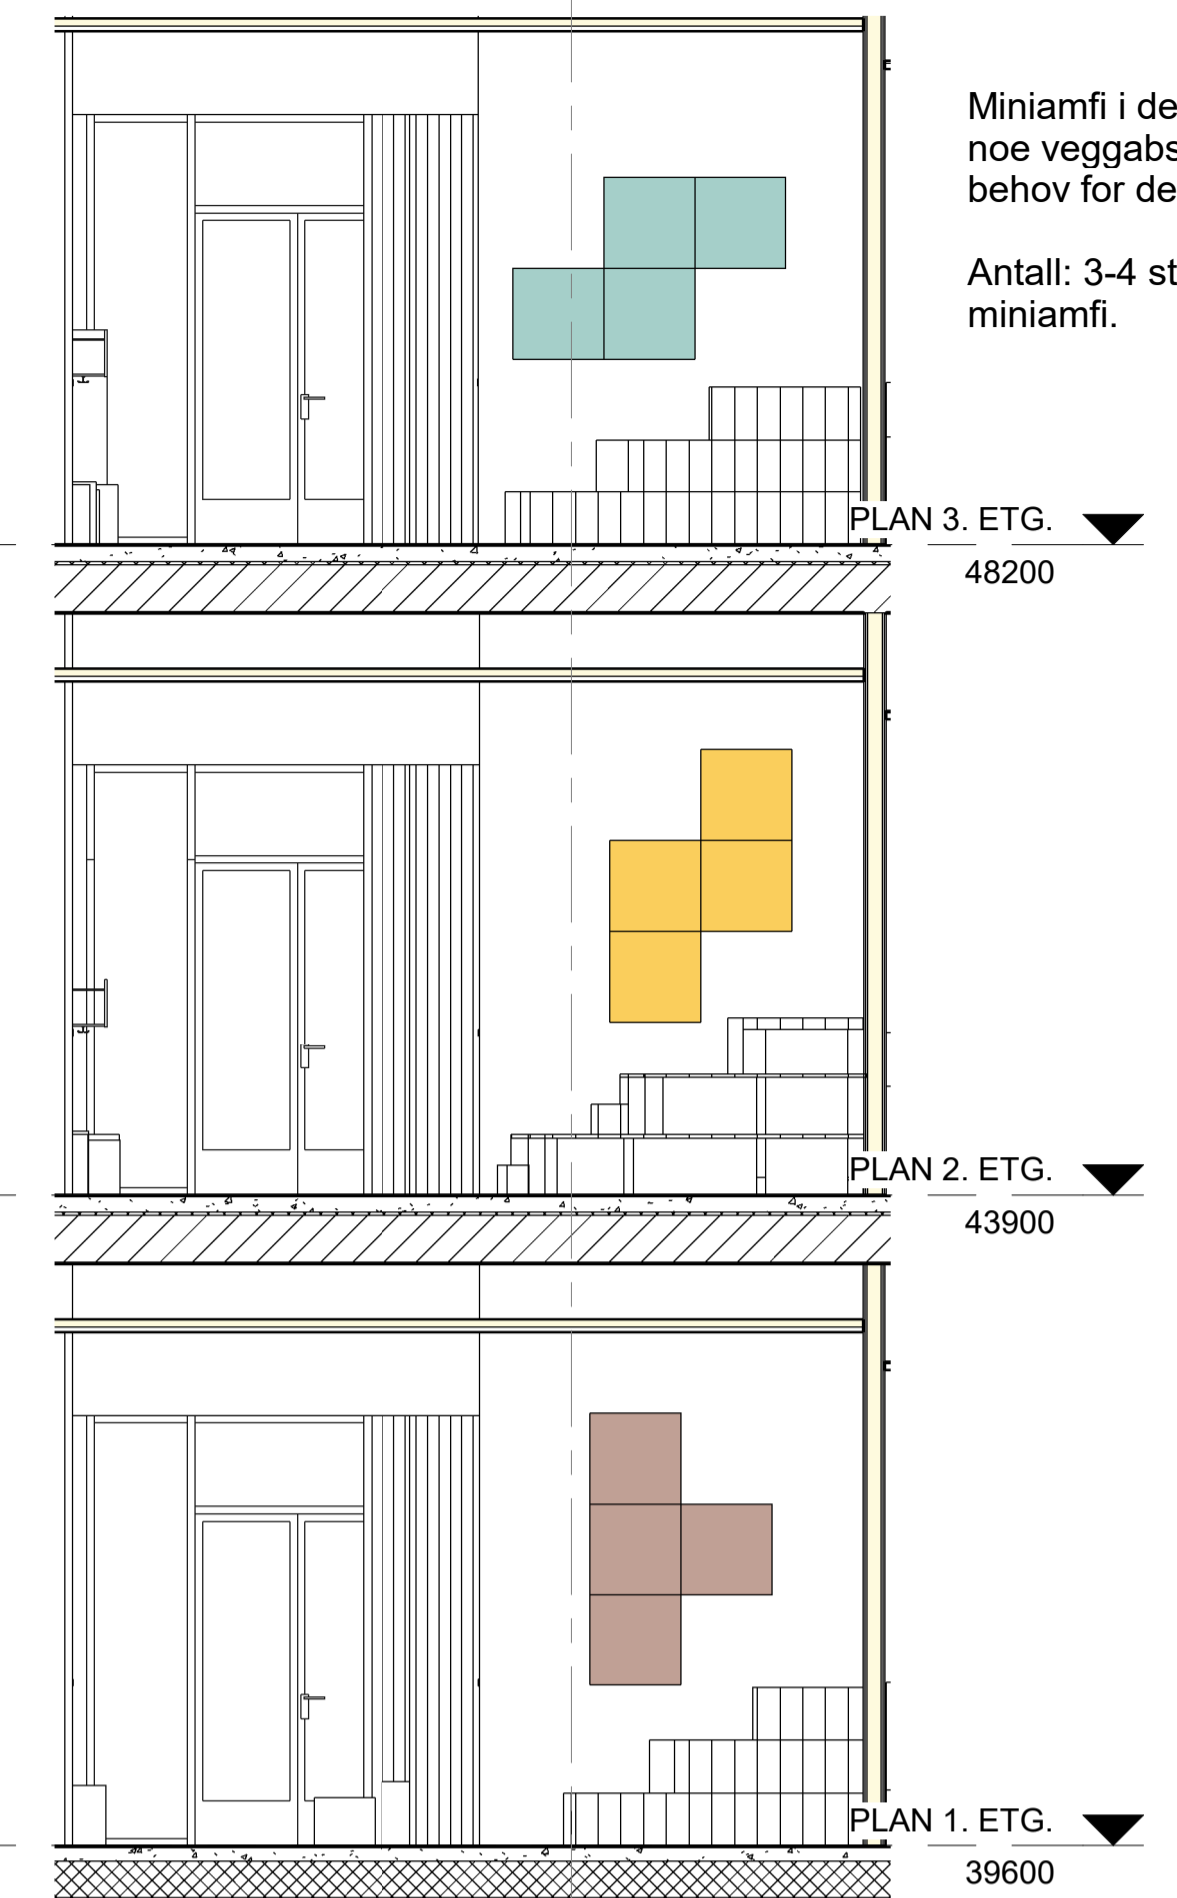 Miniamfi i de
noe veggabs
behov for de
Antall: 3-4 st
miniamfi.
PLAN 3. ETG.
48200
PLAN 2. ETG.
43900
PLAN 1. ETG.
39600